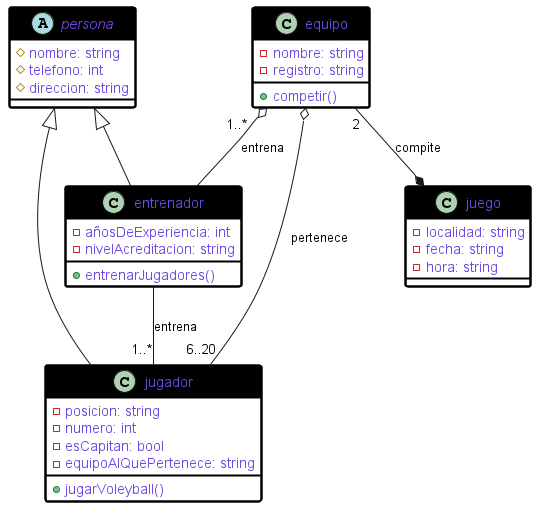 A persona
nombre: string
telefono: int
direccion: string
C equipo
nombre: string
registro: string
competir()
1..*
entrena
2
compite
C entrenador
añosDeExperiencia: int
nivelAcreditacion: string
entrenarJugadores()
C juego
localidad: string
fecha: string
hora: string
pertenece
entrena
1..*
6..20
C jugador
posicion: string
numero: int
esCapitan: bool
equipoAlQuePertenece: string
jugarVoleyball()